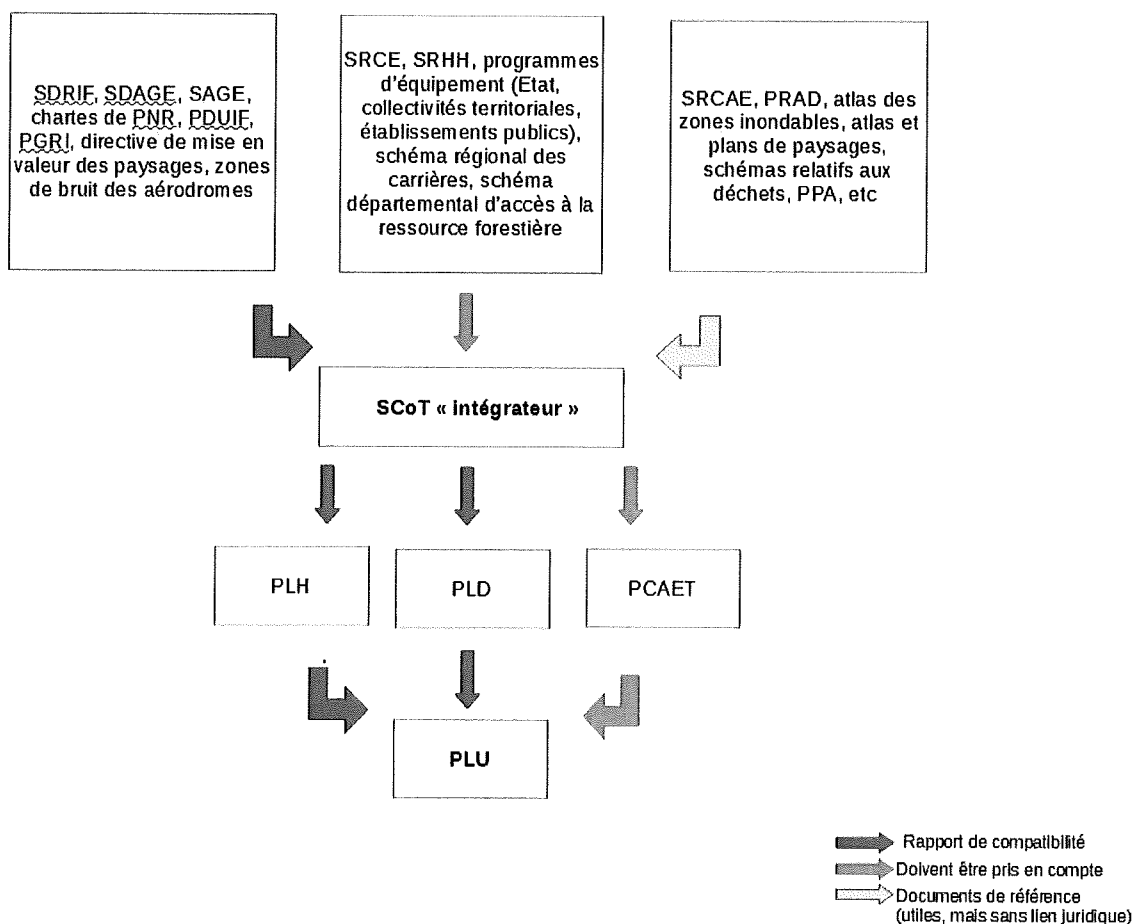 SDRIF, SDAGE, SAGE,
chartes de PNR, PDUIF,
PGRI, directive de mise en
valeur des paysages, zones
de bruit des aérodromes
SRCE, SRHH, programmes
d'équipement (Etat,
collectivités territoriales,
établissements publics),
schéma régional des
carrières, schéma
départemental d'accès à la
ressource forestière
SRCAE, PRAD, atlas des
zones inondables, atlas et
plans de paysages,
schémas relatifs aux
déchets, PPA, etc
SCoT « intégrateur »
PLH
PLD
PCAET
PLU
Rapport de compatibilité
Doivent être pris en compte
Documents de référence
(utiles, mais sans lien juridique)